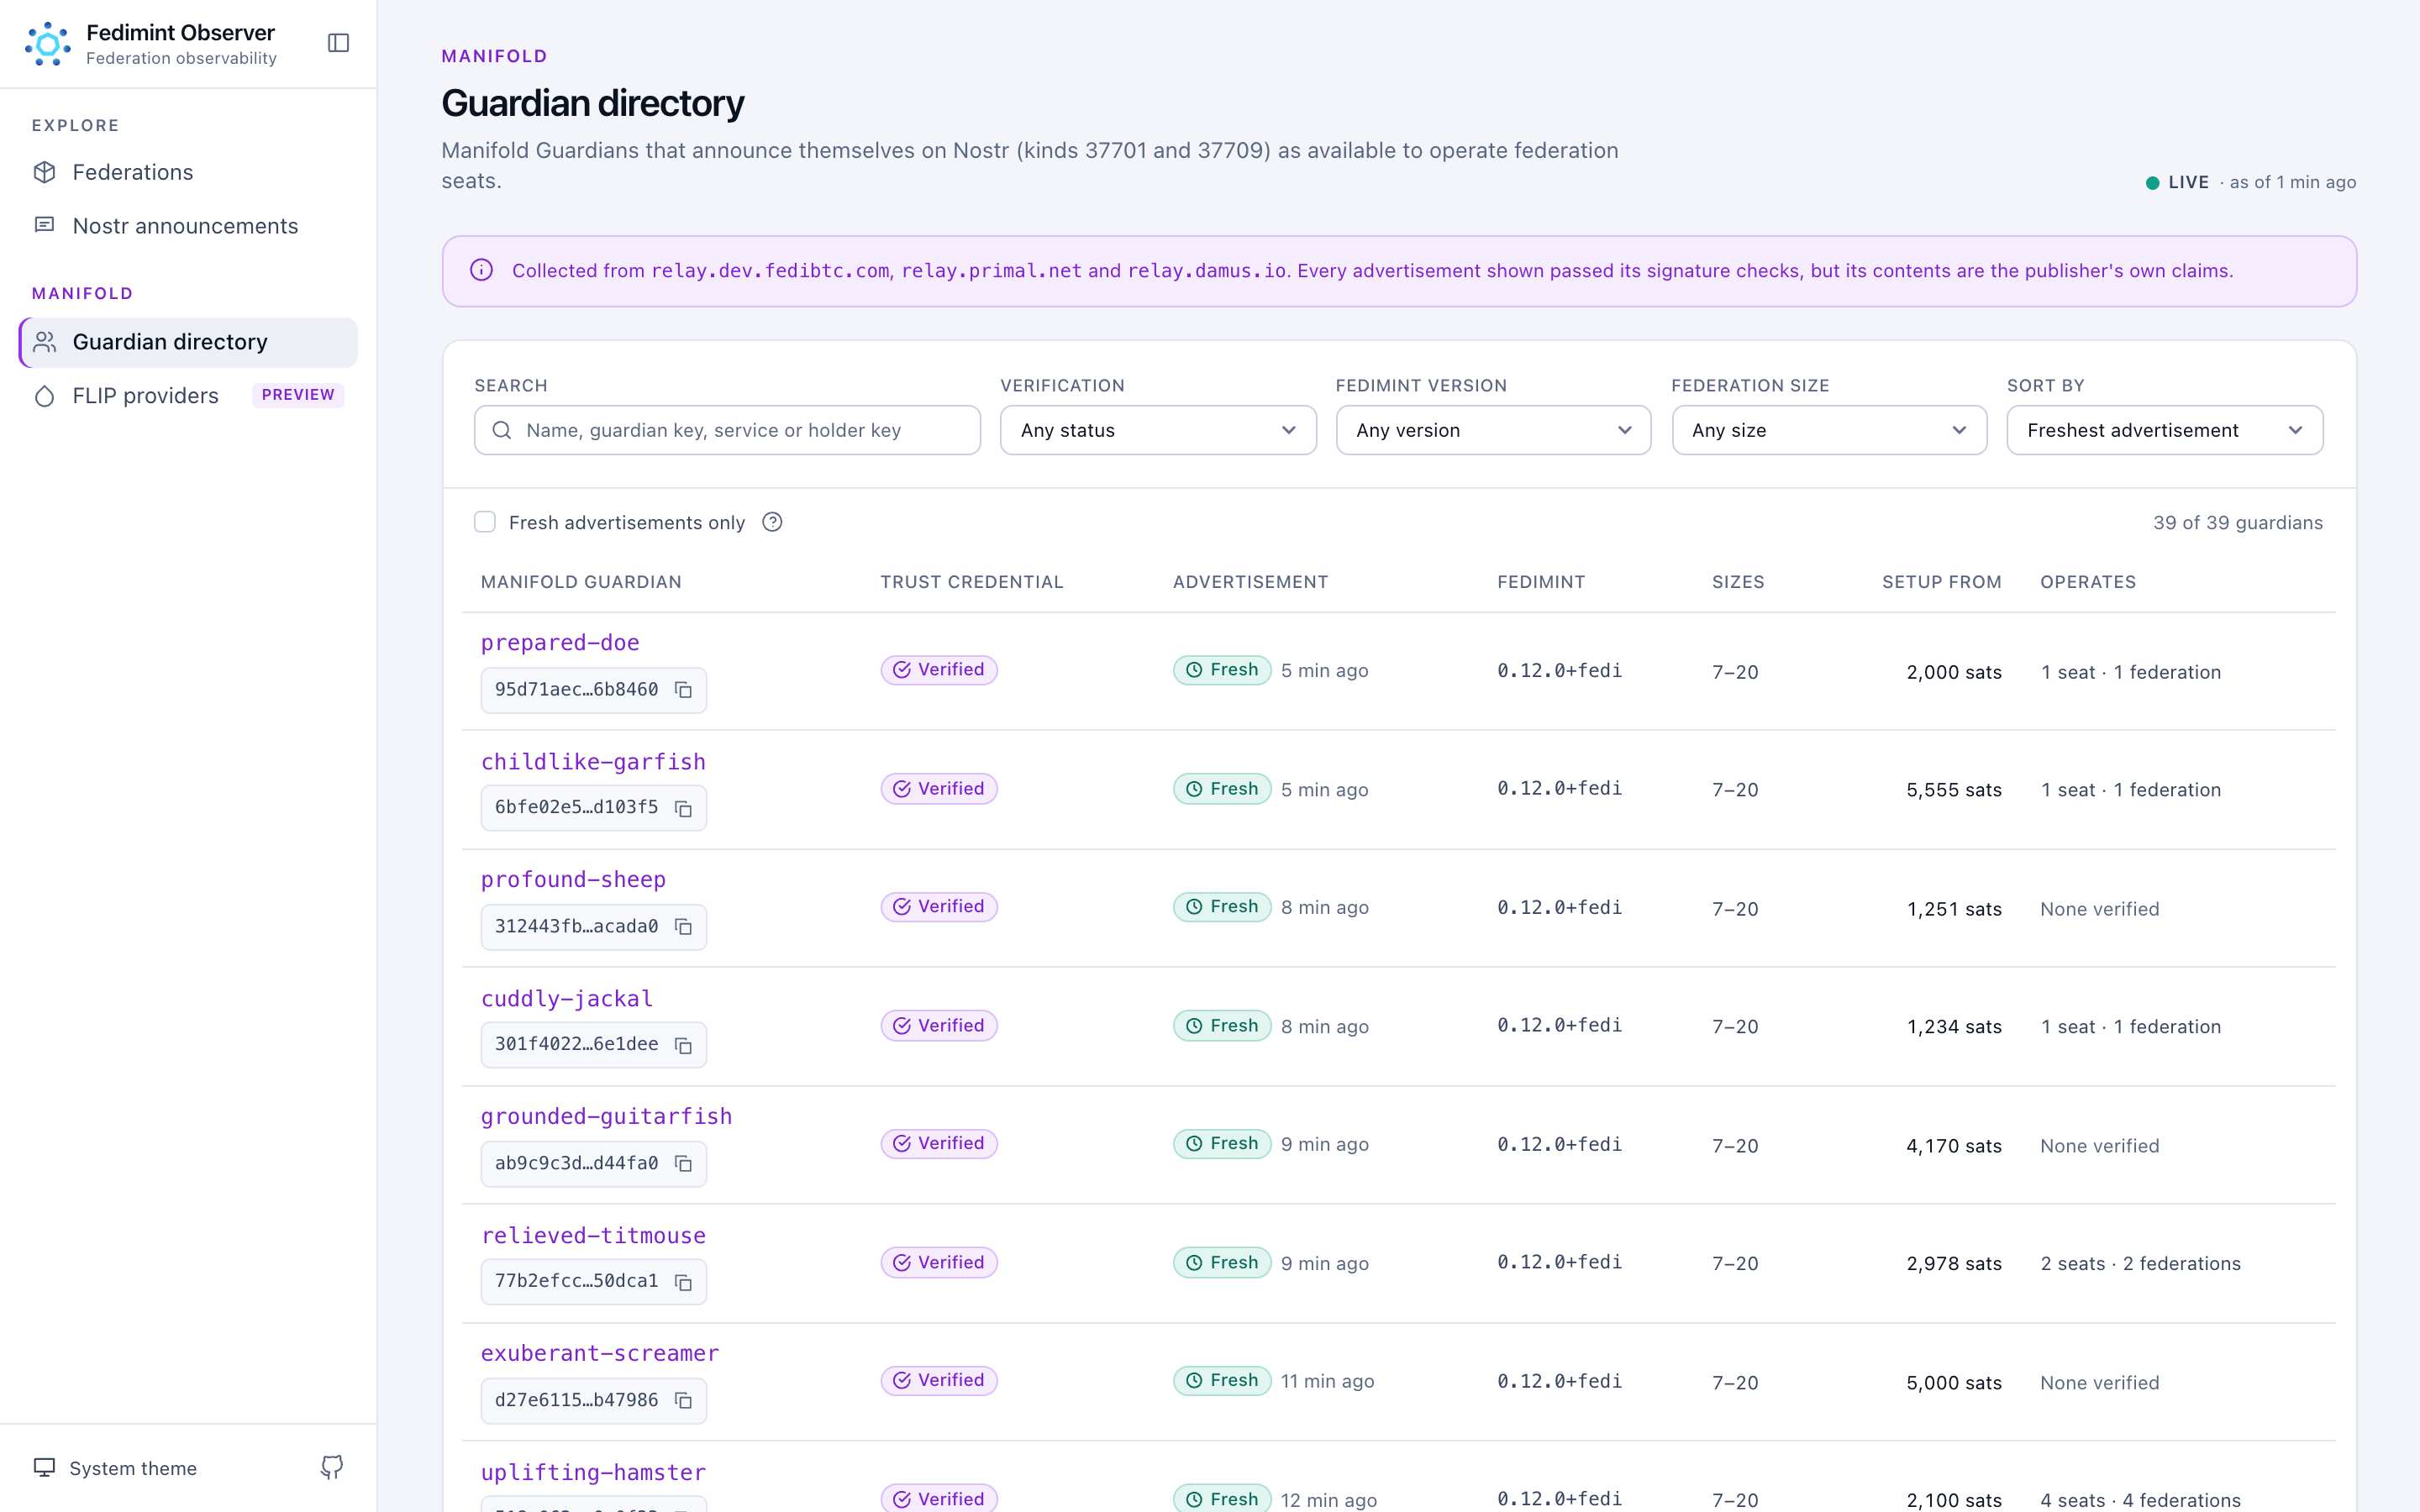 Fedimint Observer
Federation observability
EXPLORE
Federations
Nostr announcements
MANIFOLD
Guardian directory
FLIP providers PREVIEW
System theme
MANIFOLD
Guardian directory
Manifold Guardians that announce themselves on Nostr (kinds 37701 and 37709) as available to operate federation
seats.
LIVE · as of 1 min ago
Collected from relay.dev.fedibtc.com, relay.primal.net and relay.damus.io. Every advertisement shown passed its signature checks, but its contents are the publisher's own claims.
SEARCH VERIFICATION FEDIMINT VERSION FEDERATION SIZE SORT BY
Name, guardian key, service or holder key Any status Any version Any size Freshest advertisement
Fresh advertisements only 39 of 39 guardians
MANIFOLD GUARDIAN TRUST CREDENTIAL ADVERTISEMENT FEDIMINT SIZES SETUP FROM OPERATES
prepared-doe
95d71aec…6b8460 Verified Fresh 5 min ago 0.12.0+fedi 7–20 2,000 sats 1 seat · 1 federation
childlike-garfish
6bfe02e5…d103f5 Verified Fresh 5 min ago 0.12.0+fedi 7–20 5,555 sats 1 seat · 1 federation
profound-sheep
312443fb…acada0 Verified Fresh 8 min ago 0.12.0+fedi 7–20 1,251 sats None verified
cuddly-jackal
301f4022…6e1dee Verified Fresh 8 min ago 0.12.0+fedi 7–20 1,234 sats 1 seat · 1 federation
grounded-guitarfish
ab9c9c3d…d44fa0 Verified Fresh 9 min ago 0.12.0+fedi 7–20 4,170 sats None verified
relieved-titmouse
77b2efcc…50dca1 Verified Fresh 9 min ago 0.12.0+fedi 7–20 2,978 sats 2 seats · 2 federations
exuberant-screamer
d27e6115…b47986 Verified Fresh 11 min ago 0.12.0+fedi 7–20 5,000 sats None verified
uplifting-hamster
Verified Fresh 12 min ago 0.12.0+fedi 7–20 2,100 sats 4 seats · 4 federations